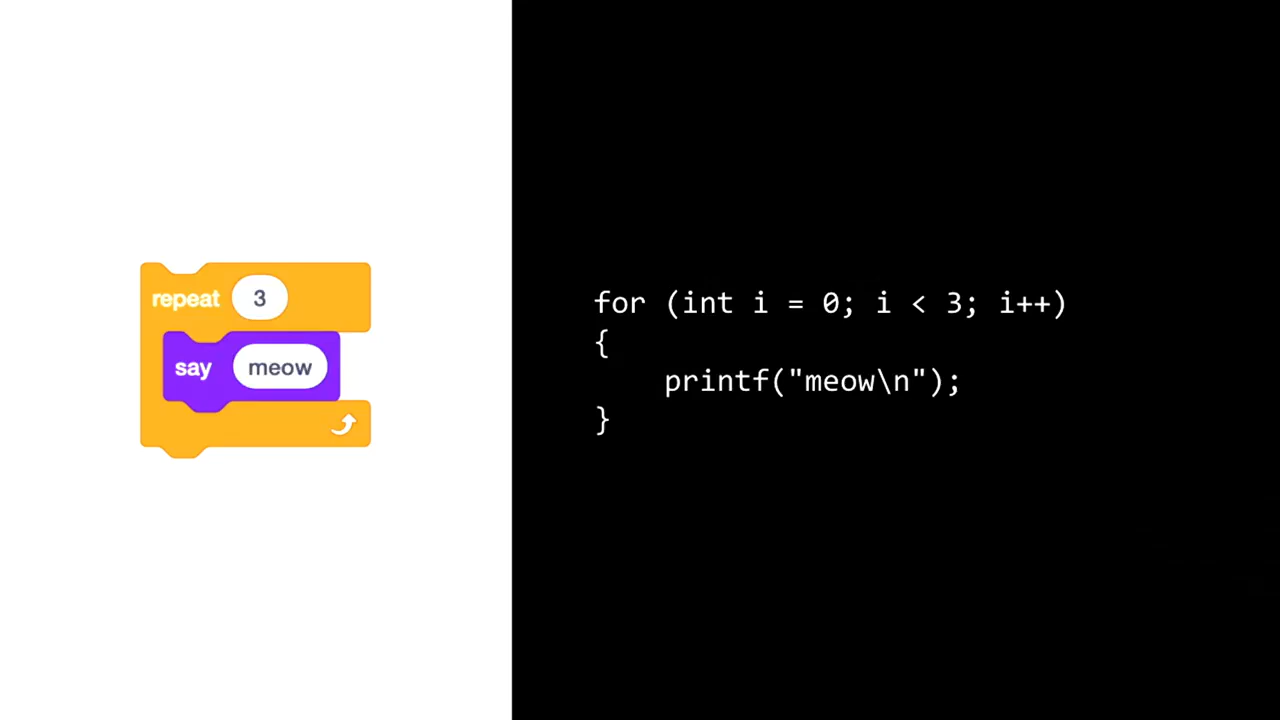 repeat 3
say meow
for (int i = 0; i < 3; i++)
{
    printf("meow\n");
}